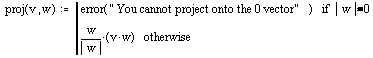 proj(v,w) := | error("You cannot project onto the 0 vector" ) if |w|=0
| w/|w| ·(v·w) otherwise